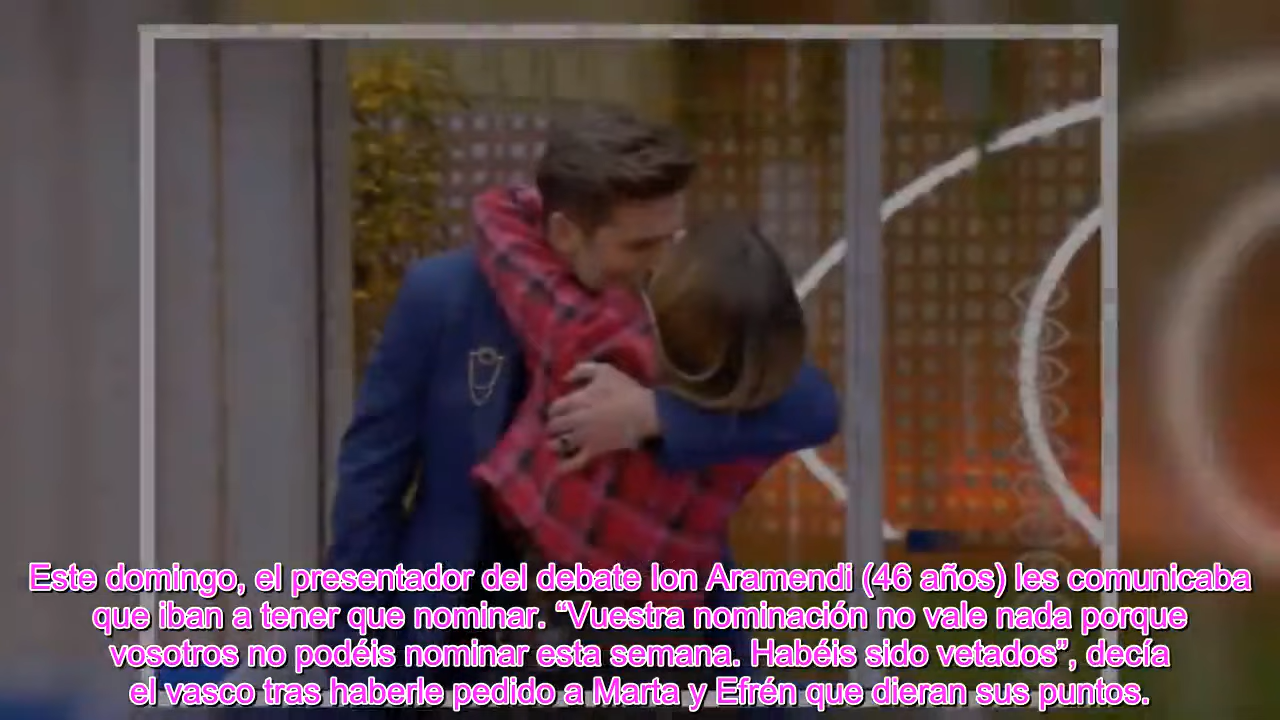 Este domingo, el presentador del debate Ion Aramendi (46 años) les comunicaba
que iban a tener que nominar. “Vuestra nominación no vale nada porque
vosotros no podéis nominar esta semana. Habéis sido vetados”, decía
el vasco tras haberle pedido a Marta y Efrén que dieran sus puntos.